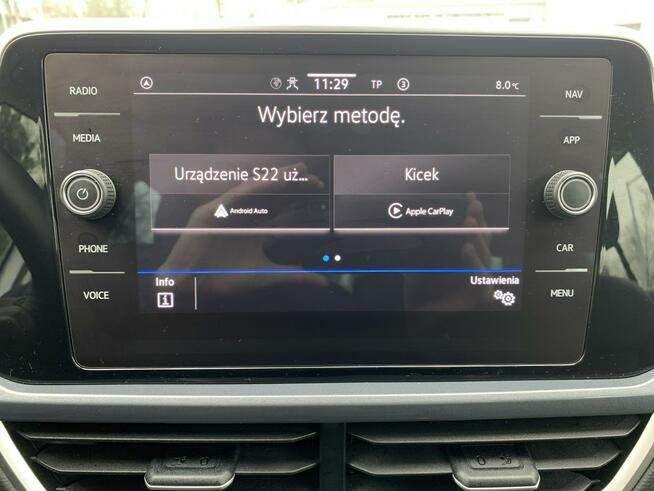 RADIO
MEDIA
PHONE
VOICE
11:29 TP 3 8.0 °C
Wybierz metodę.
Urządzenie S22 uż...
Android Auto
Kicek
Apple CarPlay
Info
i
Ustawienia
NAV
APP
CAR
MENU